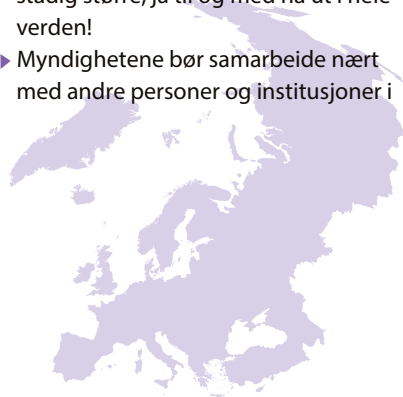 verden!
Myndighetene bør samarbeide nært
med andre personer og institusjoner i